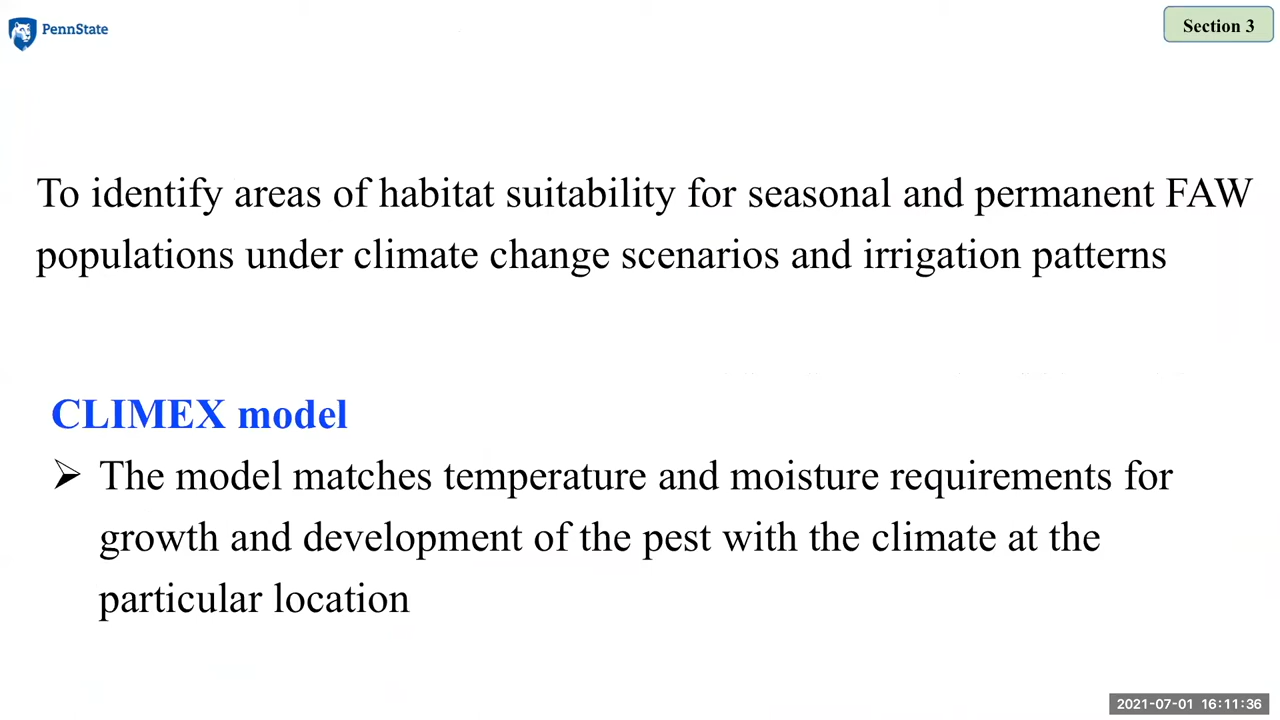 PennState
Section 3
To identify areas of habitat suitability for seasonal and permanent FAW
populations under climate change scenarios and irrigation patterns
CLIMEX model
➢ The model matches temperature and moisture requirements for
growth and development of the pest with the climate at the
particular location
2021-07-01 16:11:36